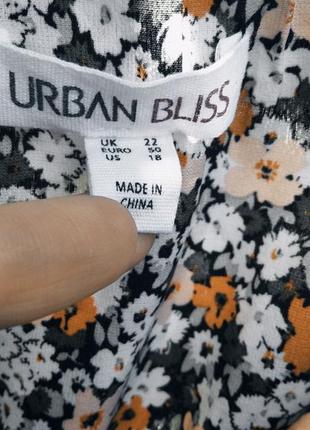 URBAN BLISS
UK 22
EURO 50
US 18
MADE IN
CHINA